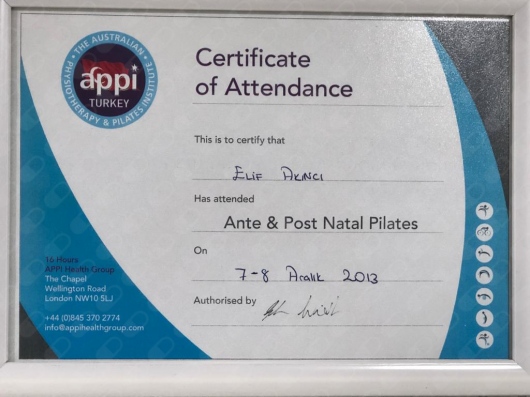 THE AUSTRALIAN
appi
TURKEY
PHYSIOTHERAPY & PILATES INSTITUTE
Certificate
of Attendance
This is to certify that
ELIF AKINCI
Has attended
Ante & Post Natal Pilates
On
7-8 Aralık 2013
Authorised by
16 Hours
APPI Health Group
The Chapel
Wellington Road
London NW10 5LJ
+44 (0)845 370 2774
info@appihealthgroup.com